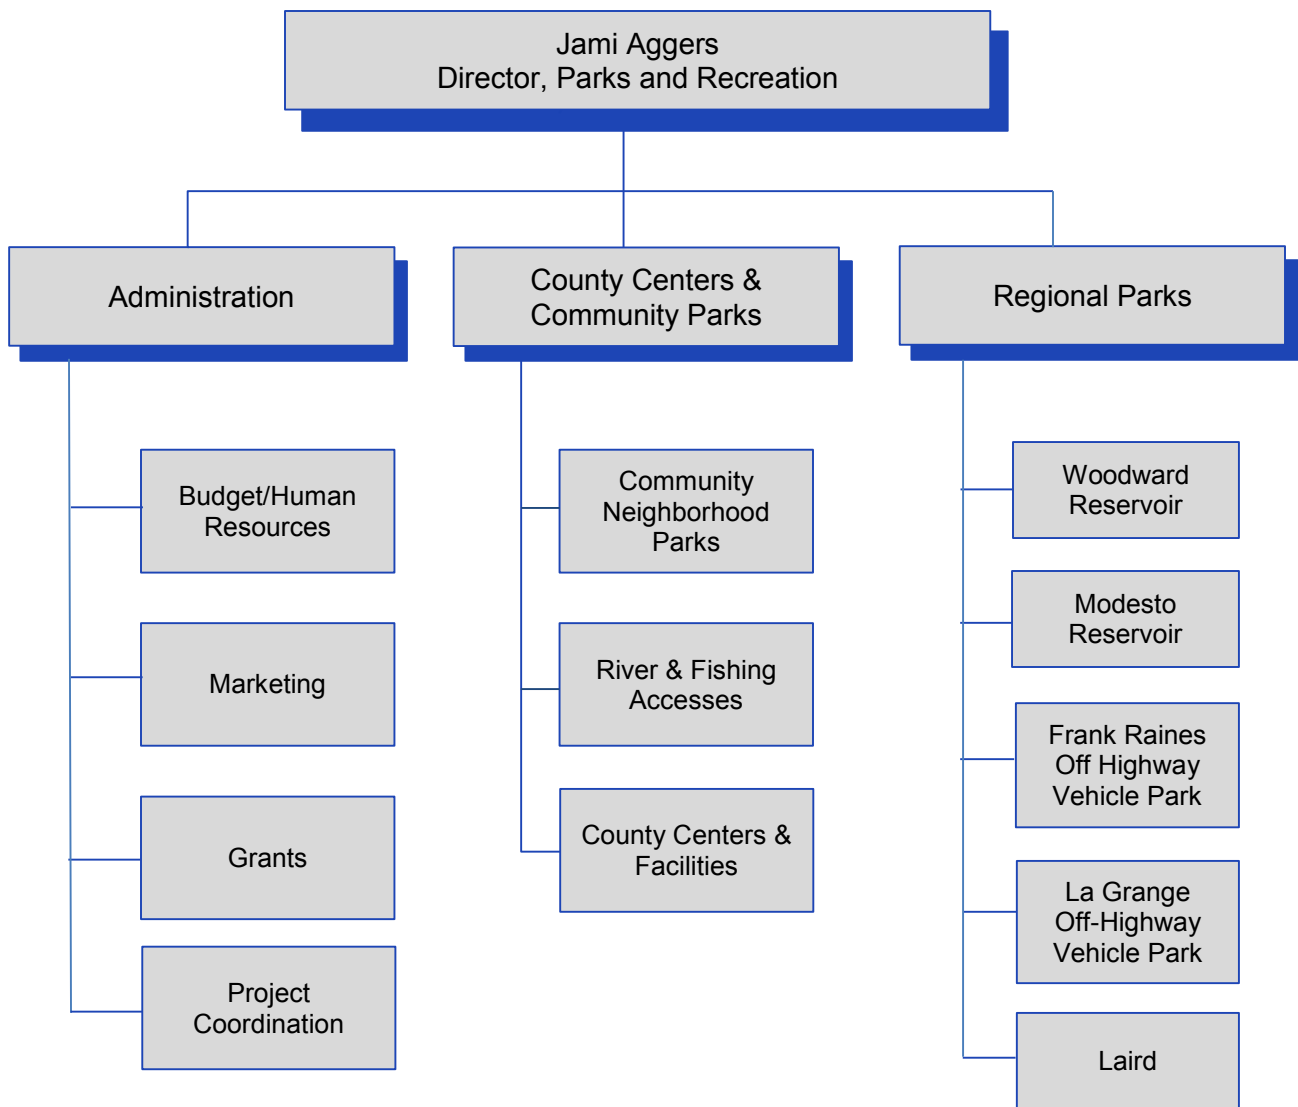 Jami Aggers
Director, Parks and Recreation
Administration
County Centers &
Community Parks
Regional Parks
Budget/Human
Resources
Marketing
Grants
Project
Coordination
Community
Neighborhood
Parks
River & Fishing
Accesses
County Centers &
Facilities
Woodward
Reservoir
Modesto
Reservoir
Frank Raines
Off Highway
Vehicle Park
La Grange
Off-Highway
Vehicle Park
Laird